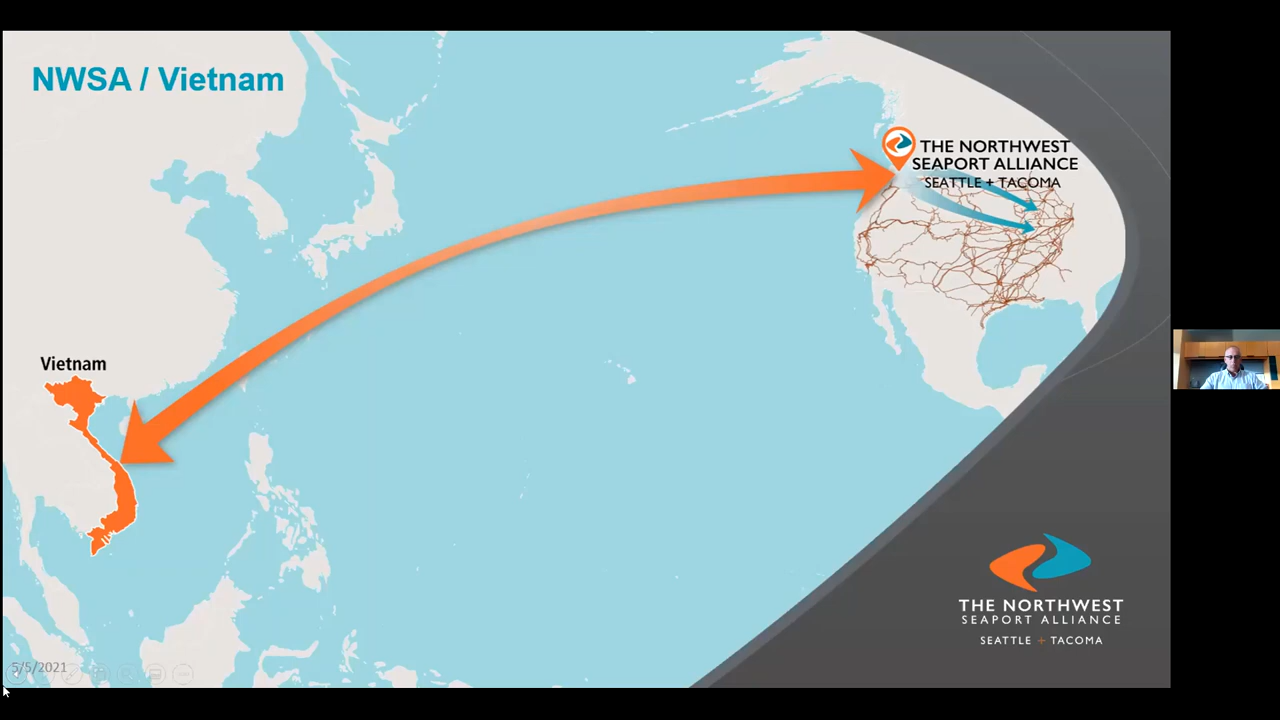 NWSA / Vietnam
THE NORTHWEST
SEAPORT ALLIANCE
SEATTLE + TACOMA
Vietnam
THE NORTHWEST
SEAPORT ALLIANCE
SEATTLE + TACOMA
5/5/2021